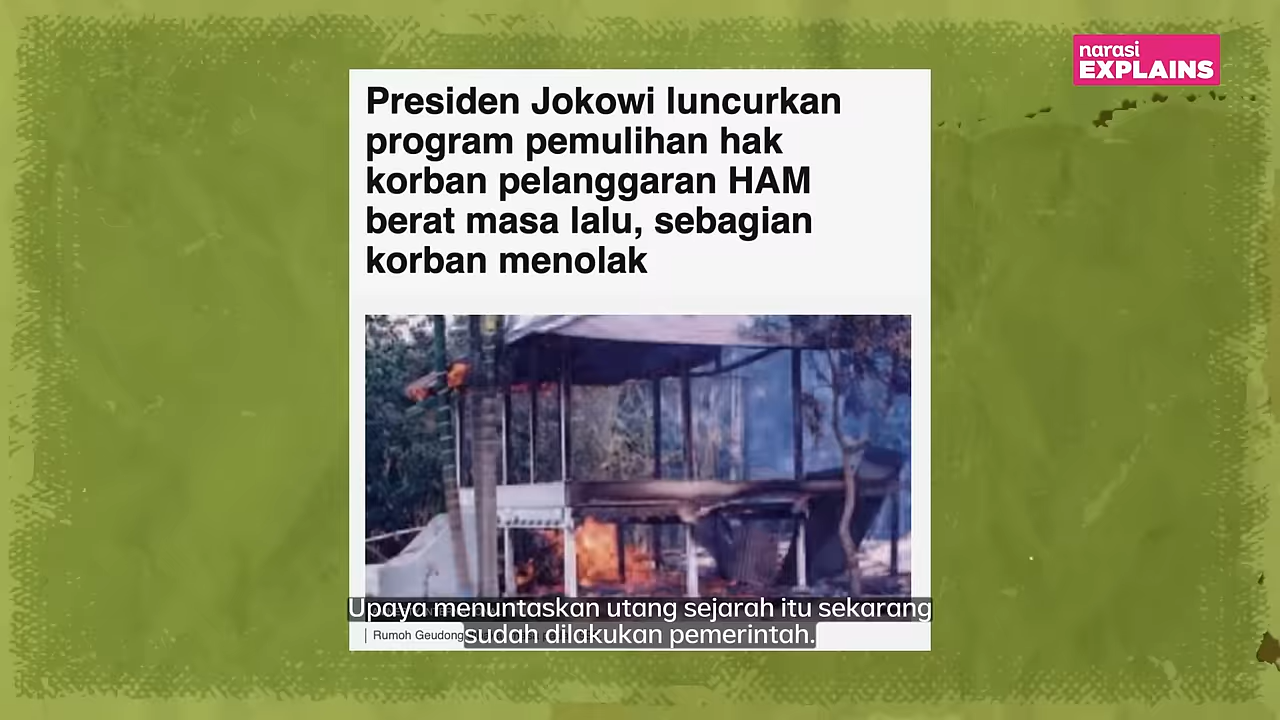 narasi
EXPLAINS
Presiden Jokowi luncurkan
program pemulihan hak
korban pelanggaran HAM
berat masa lalu, sebagian
korban menolak
Upaya menuntaskan utang sejarah itu sekarang
Rumoh Geudong
sudah dilakukan pemerintah.